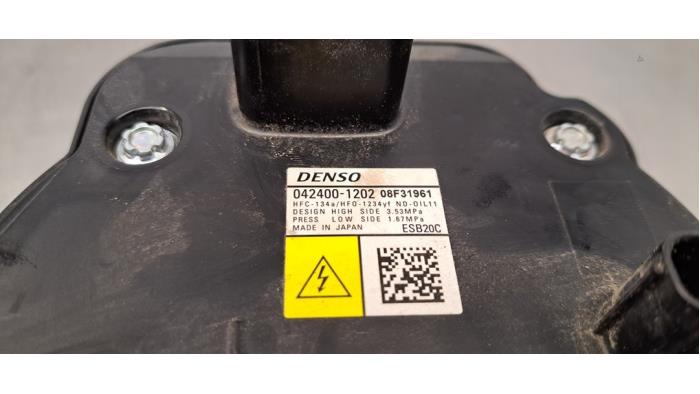 DENSO
042400-1202 08F31961
HFC-134a/HFO-1234yf ND-OIL11
DESIGN HIGH SIDE 3.53MPa
PRESS LOW SIDE 1.67MPa
MADE IN JAPAN ESB20C